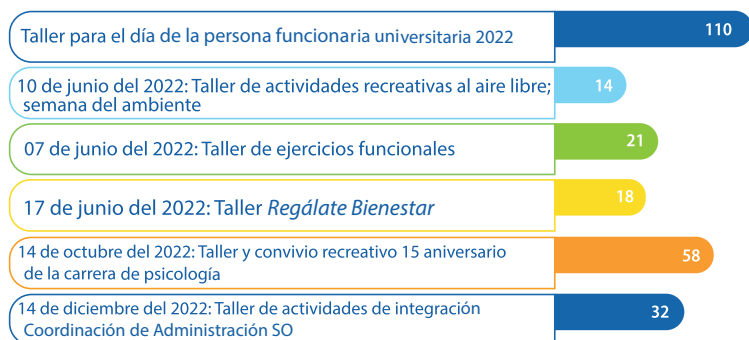 Taller para el día de la persona funcionaria universitaria 2022
110
10 de junio del 2022: Taller de actividades recreativas al aire libre;
semana del ambiente
14
07 de junio del 2022: Taller de ejercicios funcionales
21
17 de junio del 2022: Taller Regálate Bienestar
18
14 de octubre del 2022: Taller y convivio recreativo 15 aniversario
de la carrera de psicología
58
14 de diciembre del 2022: Taller de actividades de integración
Coordinación de Administración SO
32